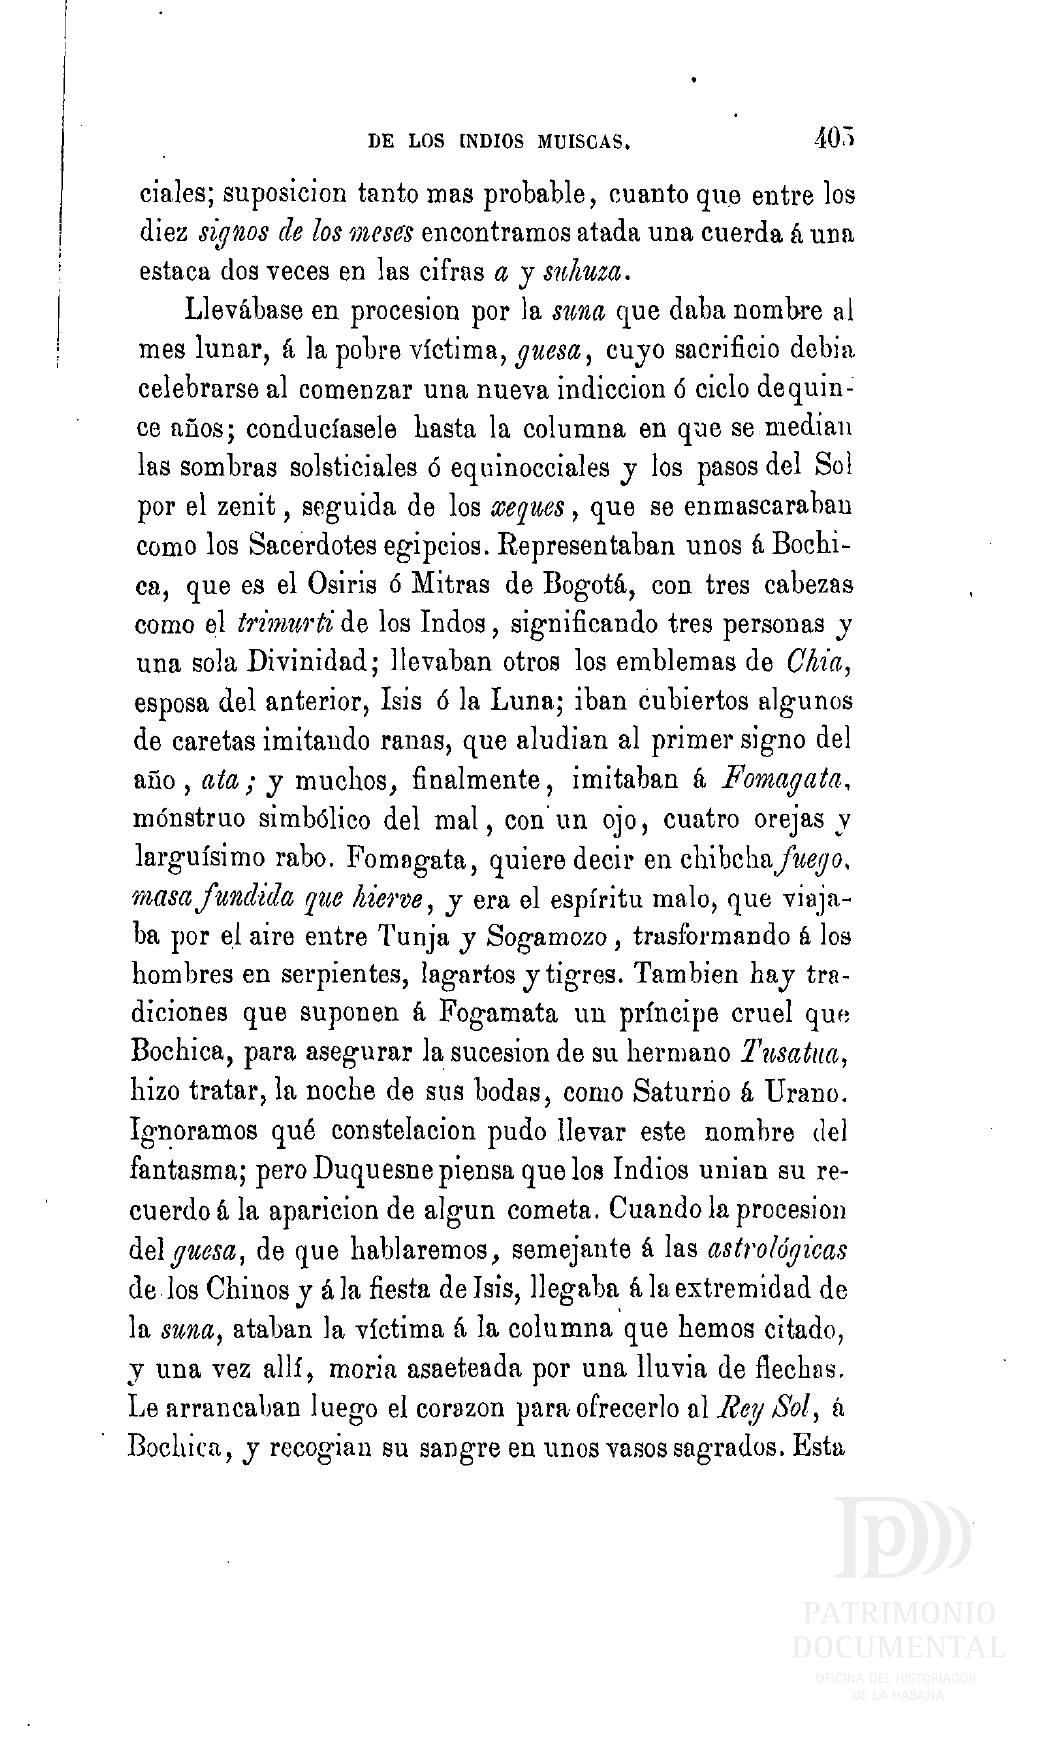 DE LOS INDIOS MUISCAS. 405
ciales; suposicion tanto mas probable, cuanto que entre los
diez signos de los meses encontramos atada una cuerda á una
estaca dos veces en las cifras a y suhuza.
Llevábase en procesion por la suna que daba nombre al
mes lunar, á la pobre víctima, guesa, cuyo sacrificio debia
celebrarse al comenzar una nueva indiccion ó ciclo de quin-
ce años; conducíasele hasta la columna en que se median
las sombras solsticiales ó equinocciales y los pasos del Sol
por el zenit, seguida de los xeques, que se enmascaraban
como los Sacerdotes egipcios. Representaban unos á Bochi-
ca, que es el Osiris ó Mitras de Bogotá, con tres cabezas
como el trimurti de los Indos, significando tres personas y
una sola Divinidad; llevaban otros los emblemas de Chia,
esposa del anterior, Isis ó la Luna; iban cubiertos algunos
de caretas imitando ranas, que aludian al primer signo del
año, ata; y muchos, finalmente, imitaban á Fomagata,
mónstruo simbólico del mal, con un ojo, cuatro orejas y
larguísimo rabo. Fomagata, quiere decir en chibcha fuego,
masa fundida que hierve, y era el espíritu malo, que viaja-
ba por el aire entre Tunja y Sogamozo, trasformando á los
hombres en serpientes, lagartos y tigres. Tambien hay tra-
diciones que suponen á Fogamata un príncipe cruel que
Bochica, para asegurar la sucesion de su hermano Tusatua,
hizo tratar, la noche de sus bodas, como Saturno á Urano.
Ignoramos qué constelacion pudo llevar este nombre del
fantasma; pero Duquesne piensa que los Indios unian su re-
cuerdo á la aparicion de algun cometa. Cuando la procesion
del guesa, de que hablaremos, semejante á las astrológicas
de los Chinos y á la fiesta de Isis, llegaba á la extremidad de
la suna, ataban la víctima á la columna que hemos citado,
y una vez allí, moria asaeteada por una lluvia de flechas.
Le arrancaban luego el corazon para ofrecerlo al Rey Sol, á
Bochica, y recogian su sangre en unos vasos sagrados. Esta
PATRIMONIO
DOCUMENTAL
OFICINA DEL HISTORIADOR
DE LA HABANA